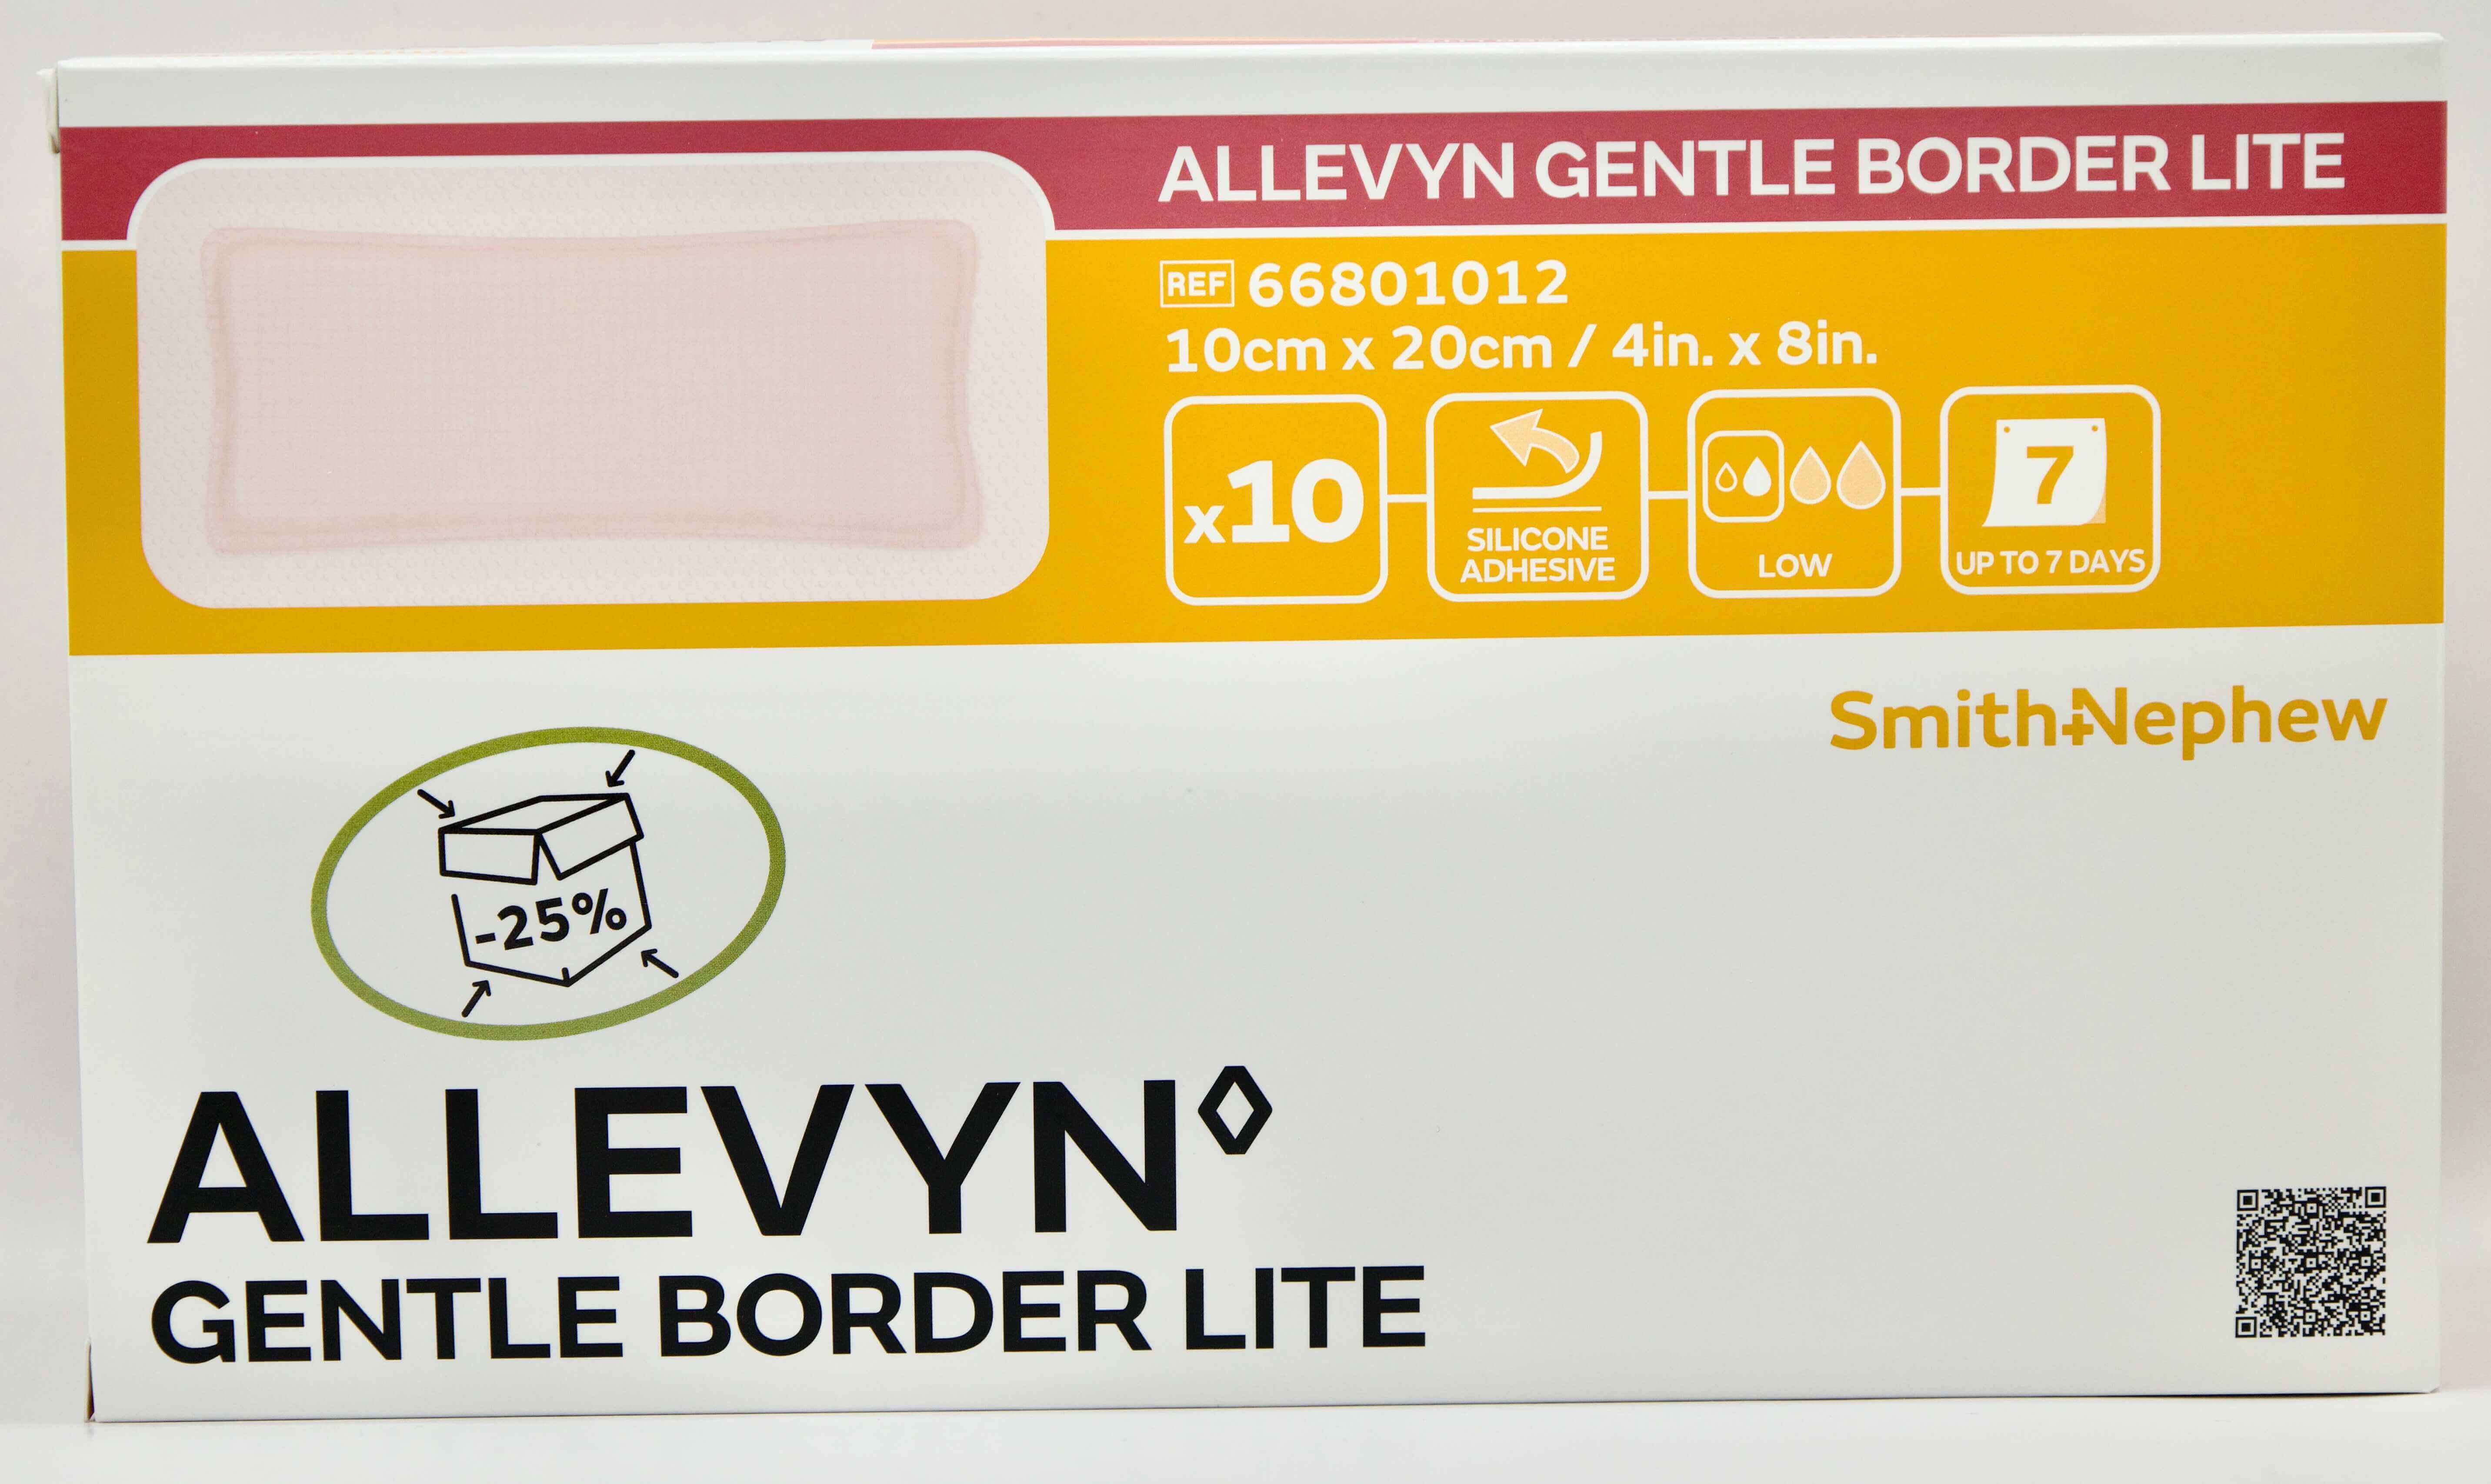 ALLEVYN GENTLE BORDER LITE
REF 66801012
10cm x 20cm / 4in. x 8in.
x10
SILICONE
ADHESIVE
LOW
7
UP TO 7 DAYS
Smith+Nephew
-25%
ALLEVYN◊
GENTLE BORDER LITE